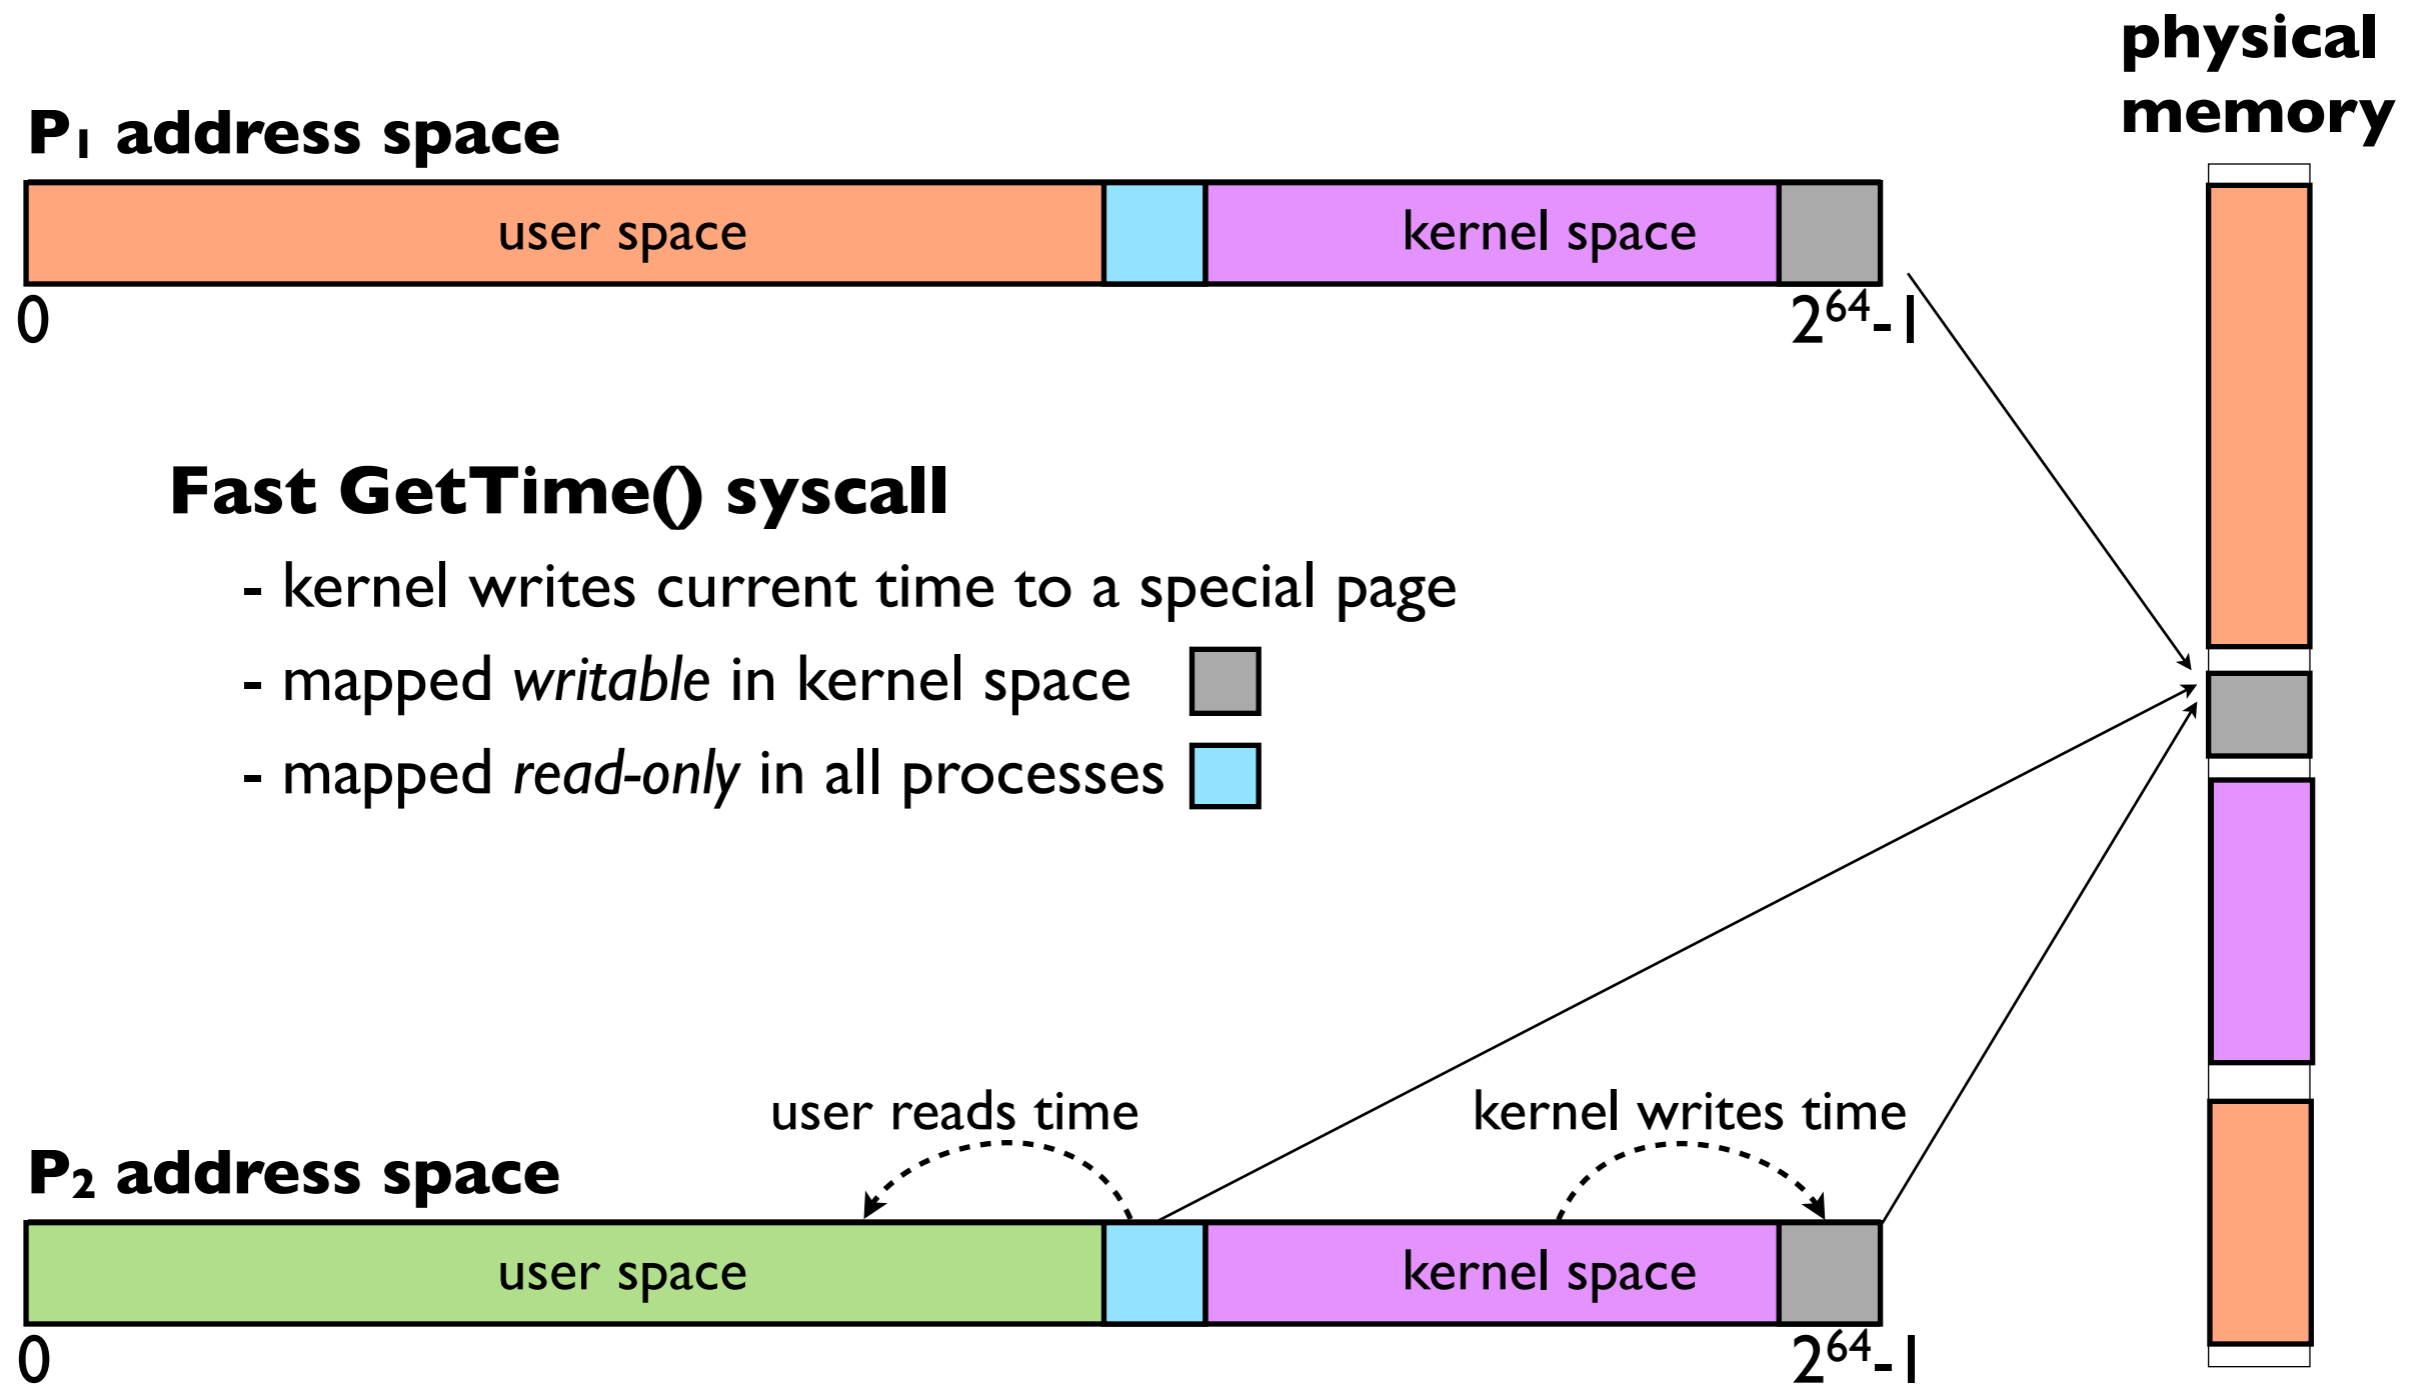 physical
memory
P₁ address space
user space kernel space
0 2⁶⁴-1
Fast GetTime() syscall
- kernel writes current time to a special page
- mapped writable in kernel space
- mapped read-only in all processes
user reads time kernel writes time
P₂ address space
user space kernel space
0 2⁶⁴-1